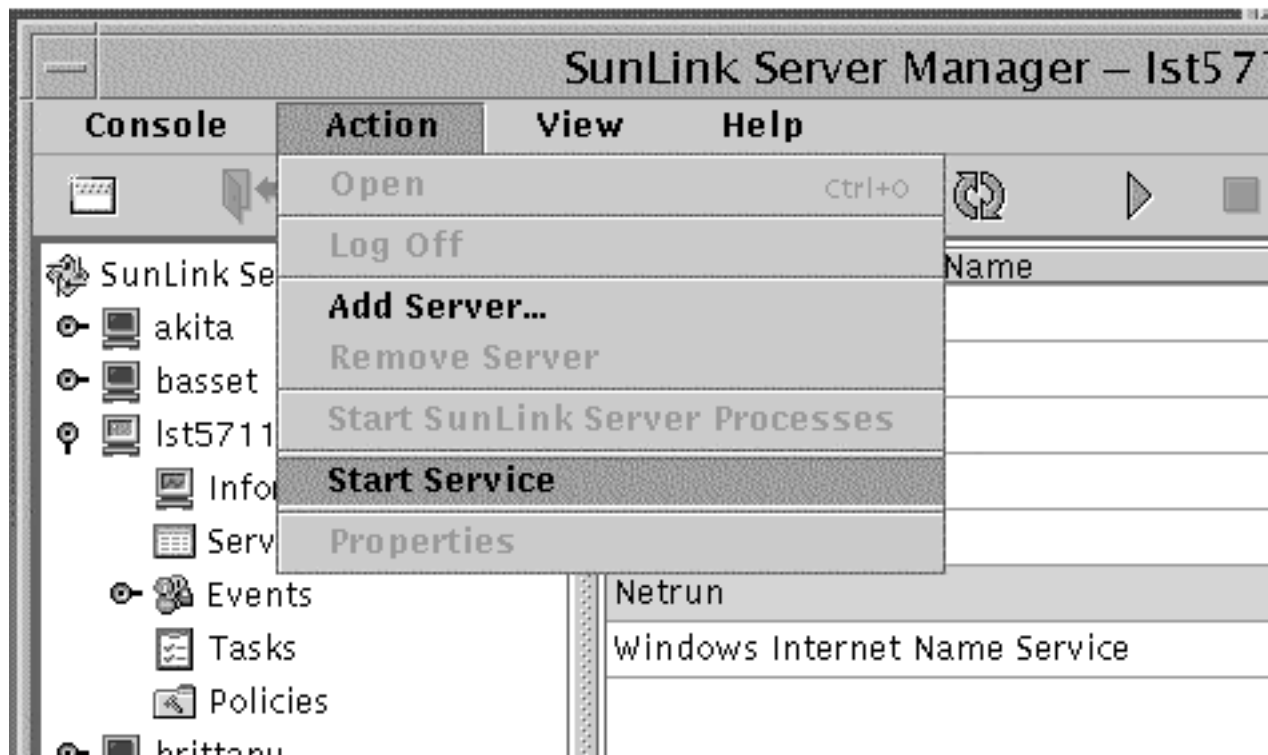 SunLink Server Manager – lst57
Console Action View Help
Open Ctrl+O
Log Off
Name
SunLink Se
Add Server...
akita
Remove Server
basset
Start SunLink Server Processes
lst5711
Start Service
Infor
Serv
Properties
Events
Netrun
Tasks
Windows Internet Name Service
Policies
brittany